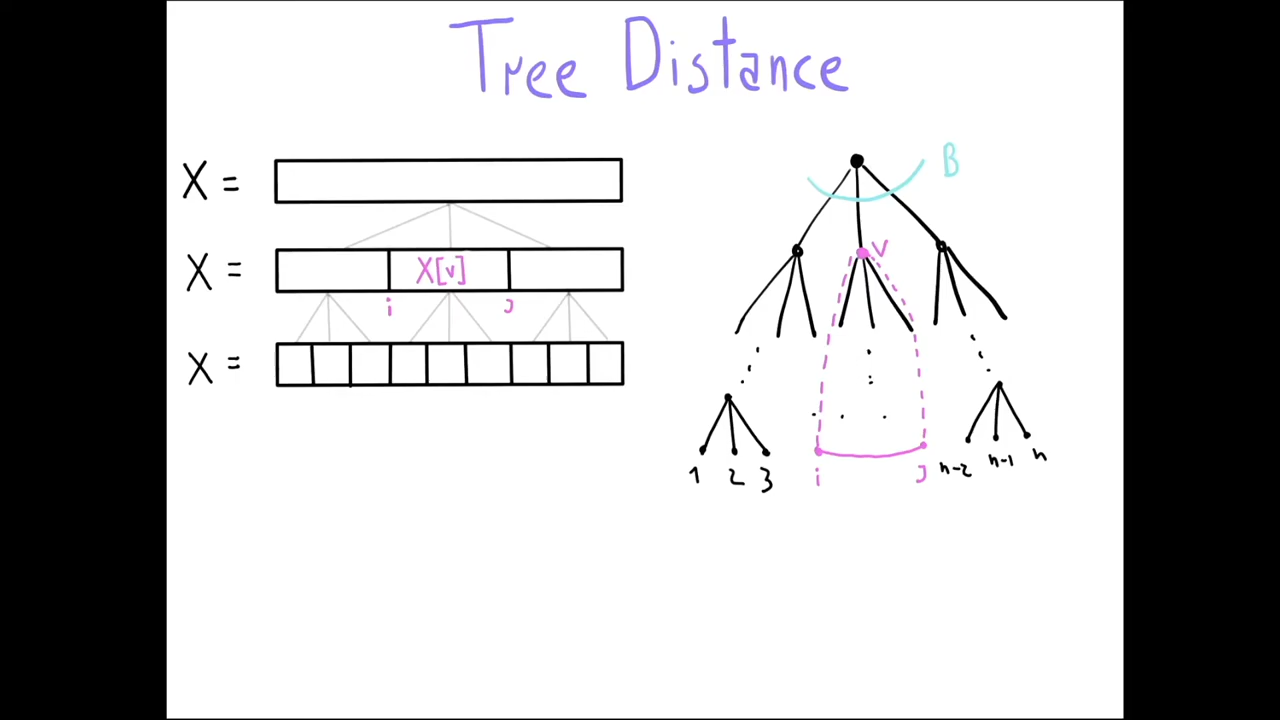 Tree Distance
X =
X = X[v]
i j
X =
B
v
1 2 3 i j n-2 n-1 n